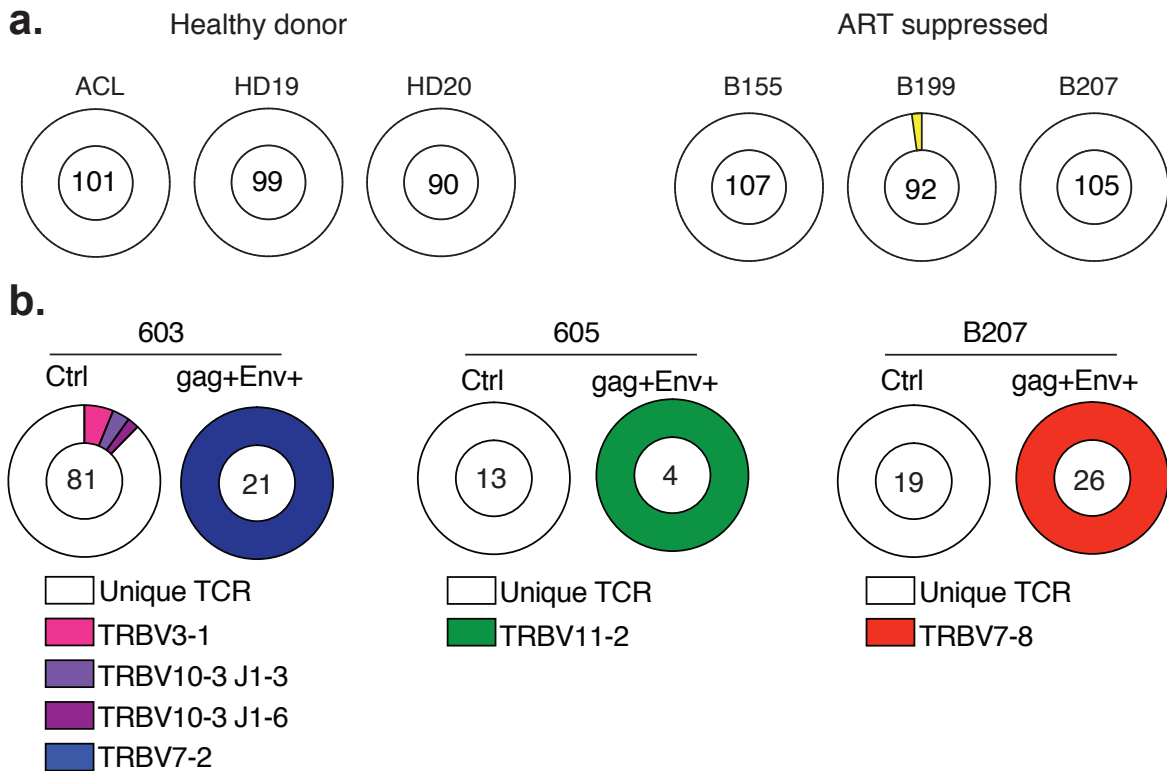 a.
Healthy donor
ART suppressed
ACL HD19 HD20 B155 B199 B207
101 99 90 107 92 105
b.
603 605 B207
Ctrl gag+Env+ Ctrl gag+Env+ Ctrl gag+Env+
81 21 13 4 19 26
Unique TCR Unique TCR Unique TCR
TRBV3-1 TRBV11-2 TRBV7-8
TRBV10-3 J1-3
TRBV10-3 J1-6
TRBV7-2